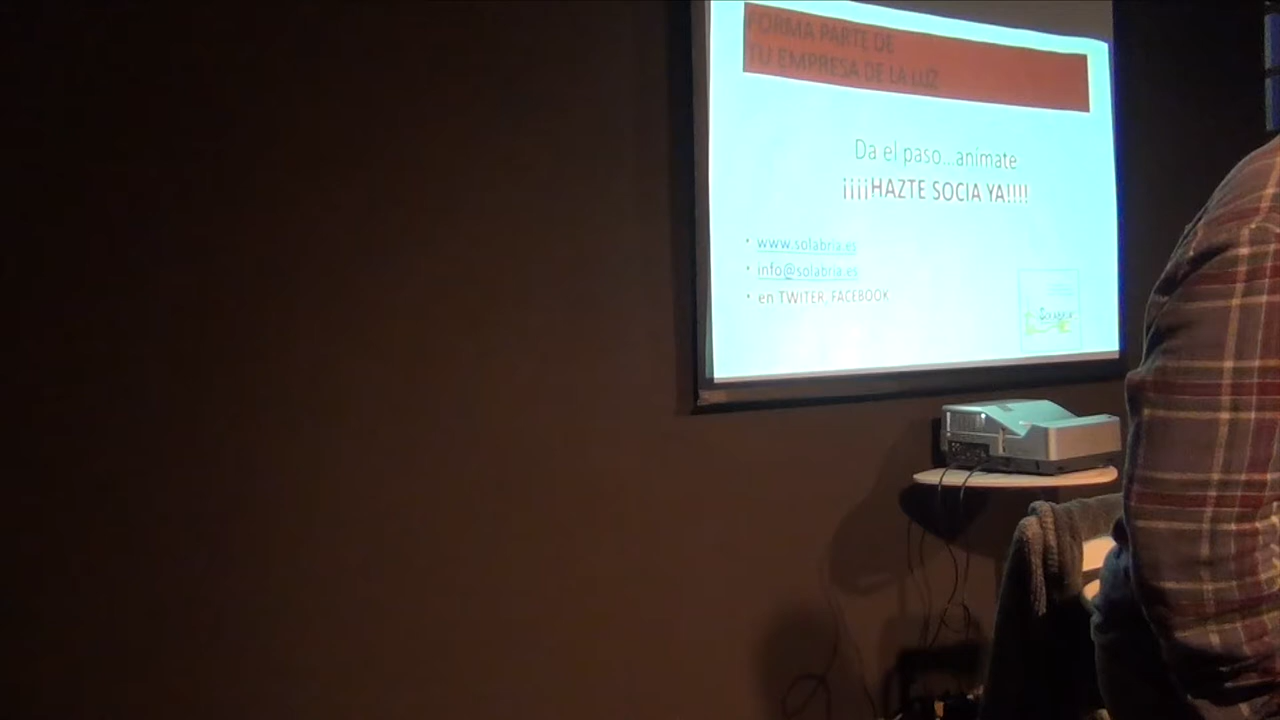 FORMA PARTE DE
TU EMPRESA DE LA LUZ
Da el paso...animate
¡¡¡¡HAZTE SOCIA YA!!!!
• www.solabria.es
• info@solabria.es
• en TWITER, FACEBOOK
Solabria